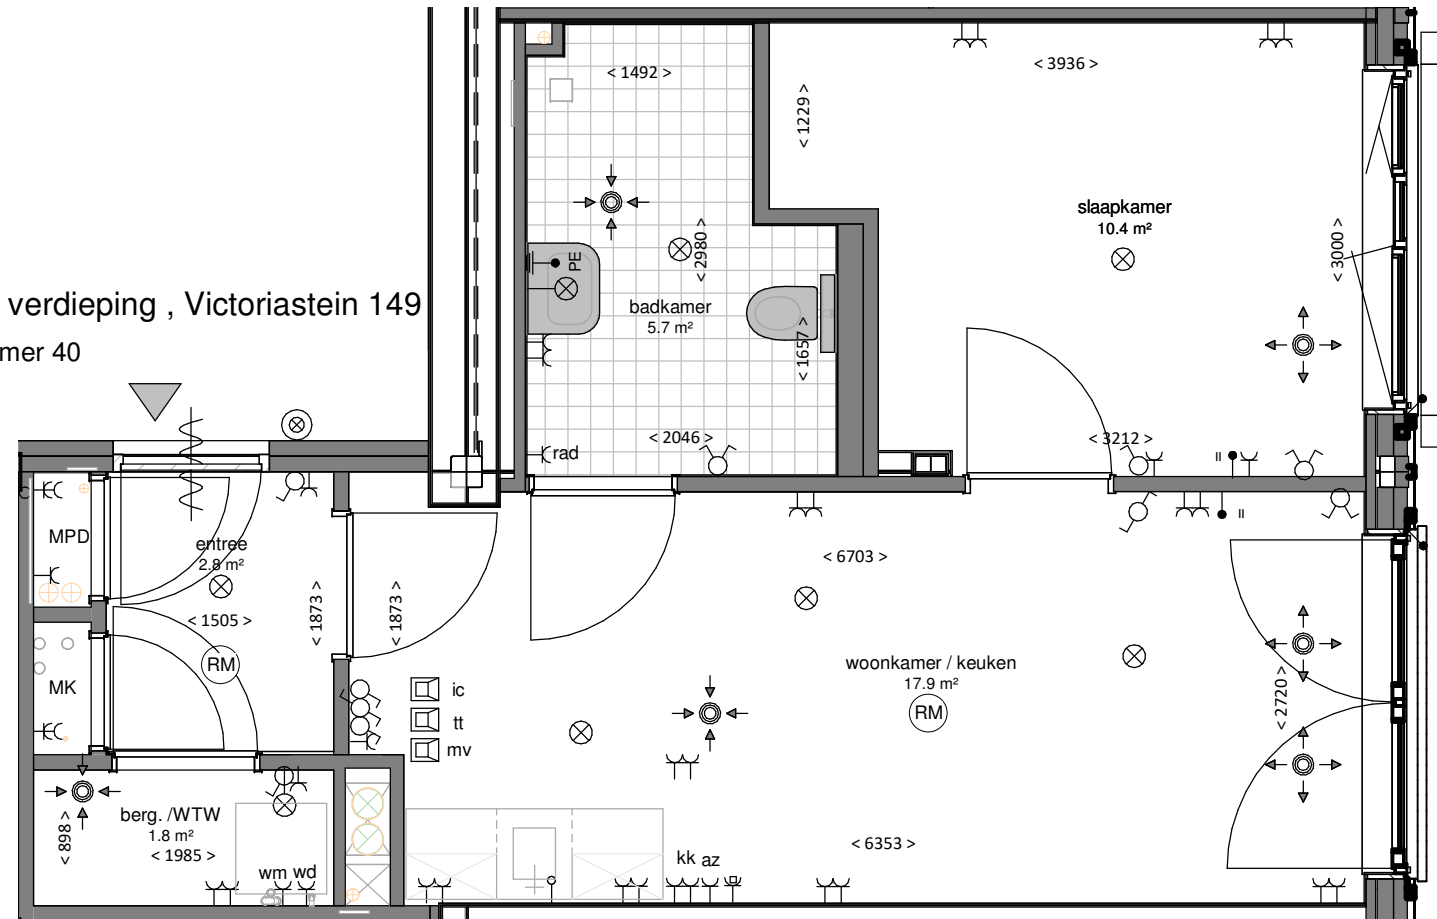 < 1492 >
< 3936 >
< 1229 >
slaapkamer
10.4 m²
< 2980 >
< 3000 >
PE
verdieping , Victoriastein 149
badkamer
5.7 m²
mer 40
< 1657 >
< 2046 >
< 3212 >
rad
II
II
MPD
entree
2.8 m²
< 6703 >
< 1505 >
< 1873 >
< 1873 >
RM
woonkamer / keuken
17.9 m²
RM
MK
ic
tt
mv
< 2720 >
berg. /WTW
1.8 m²
< 1985 >
< 898 >
< 6353 >
kk az
wm wd